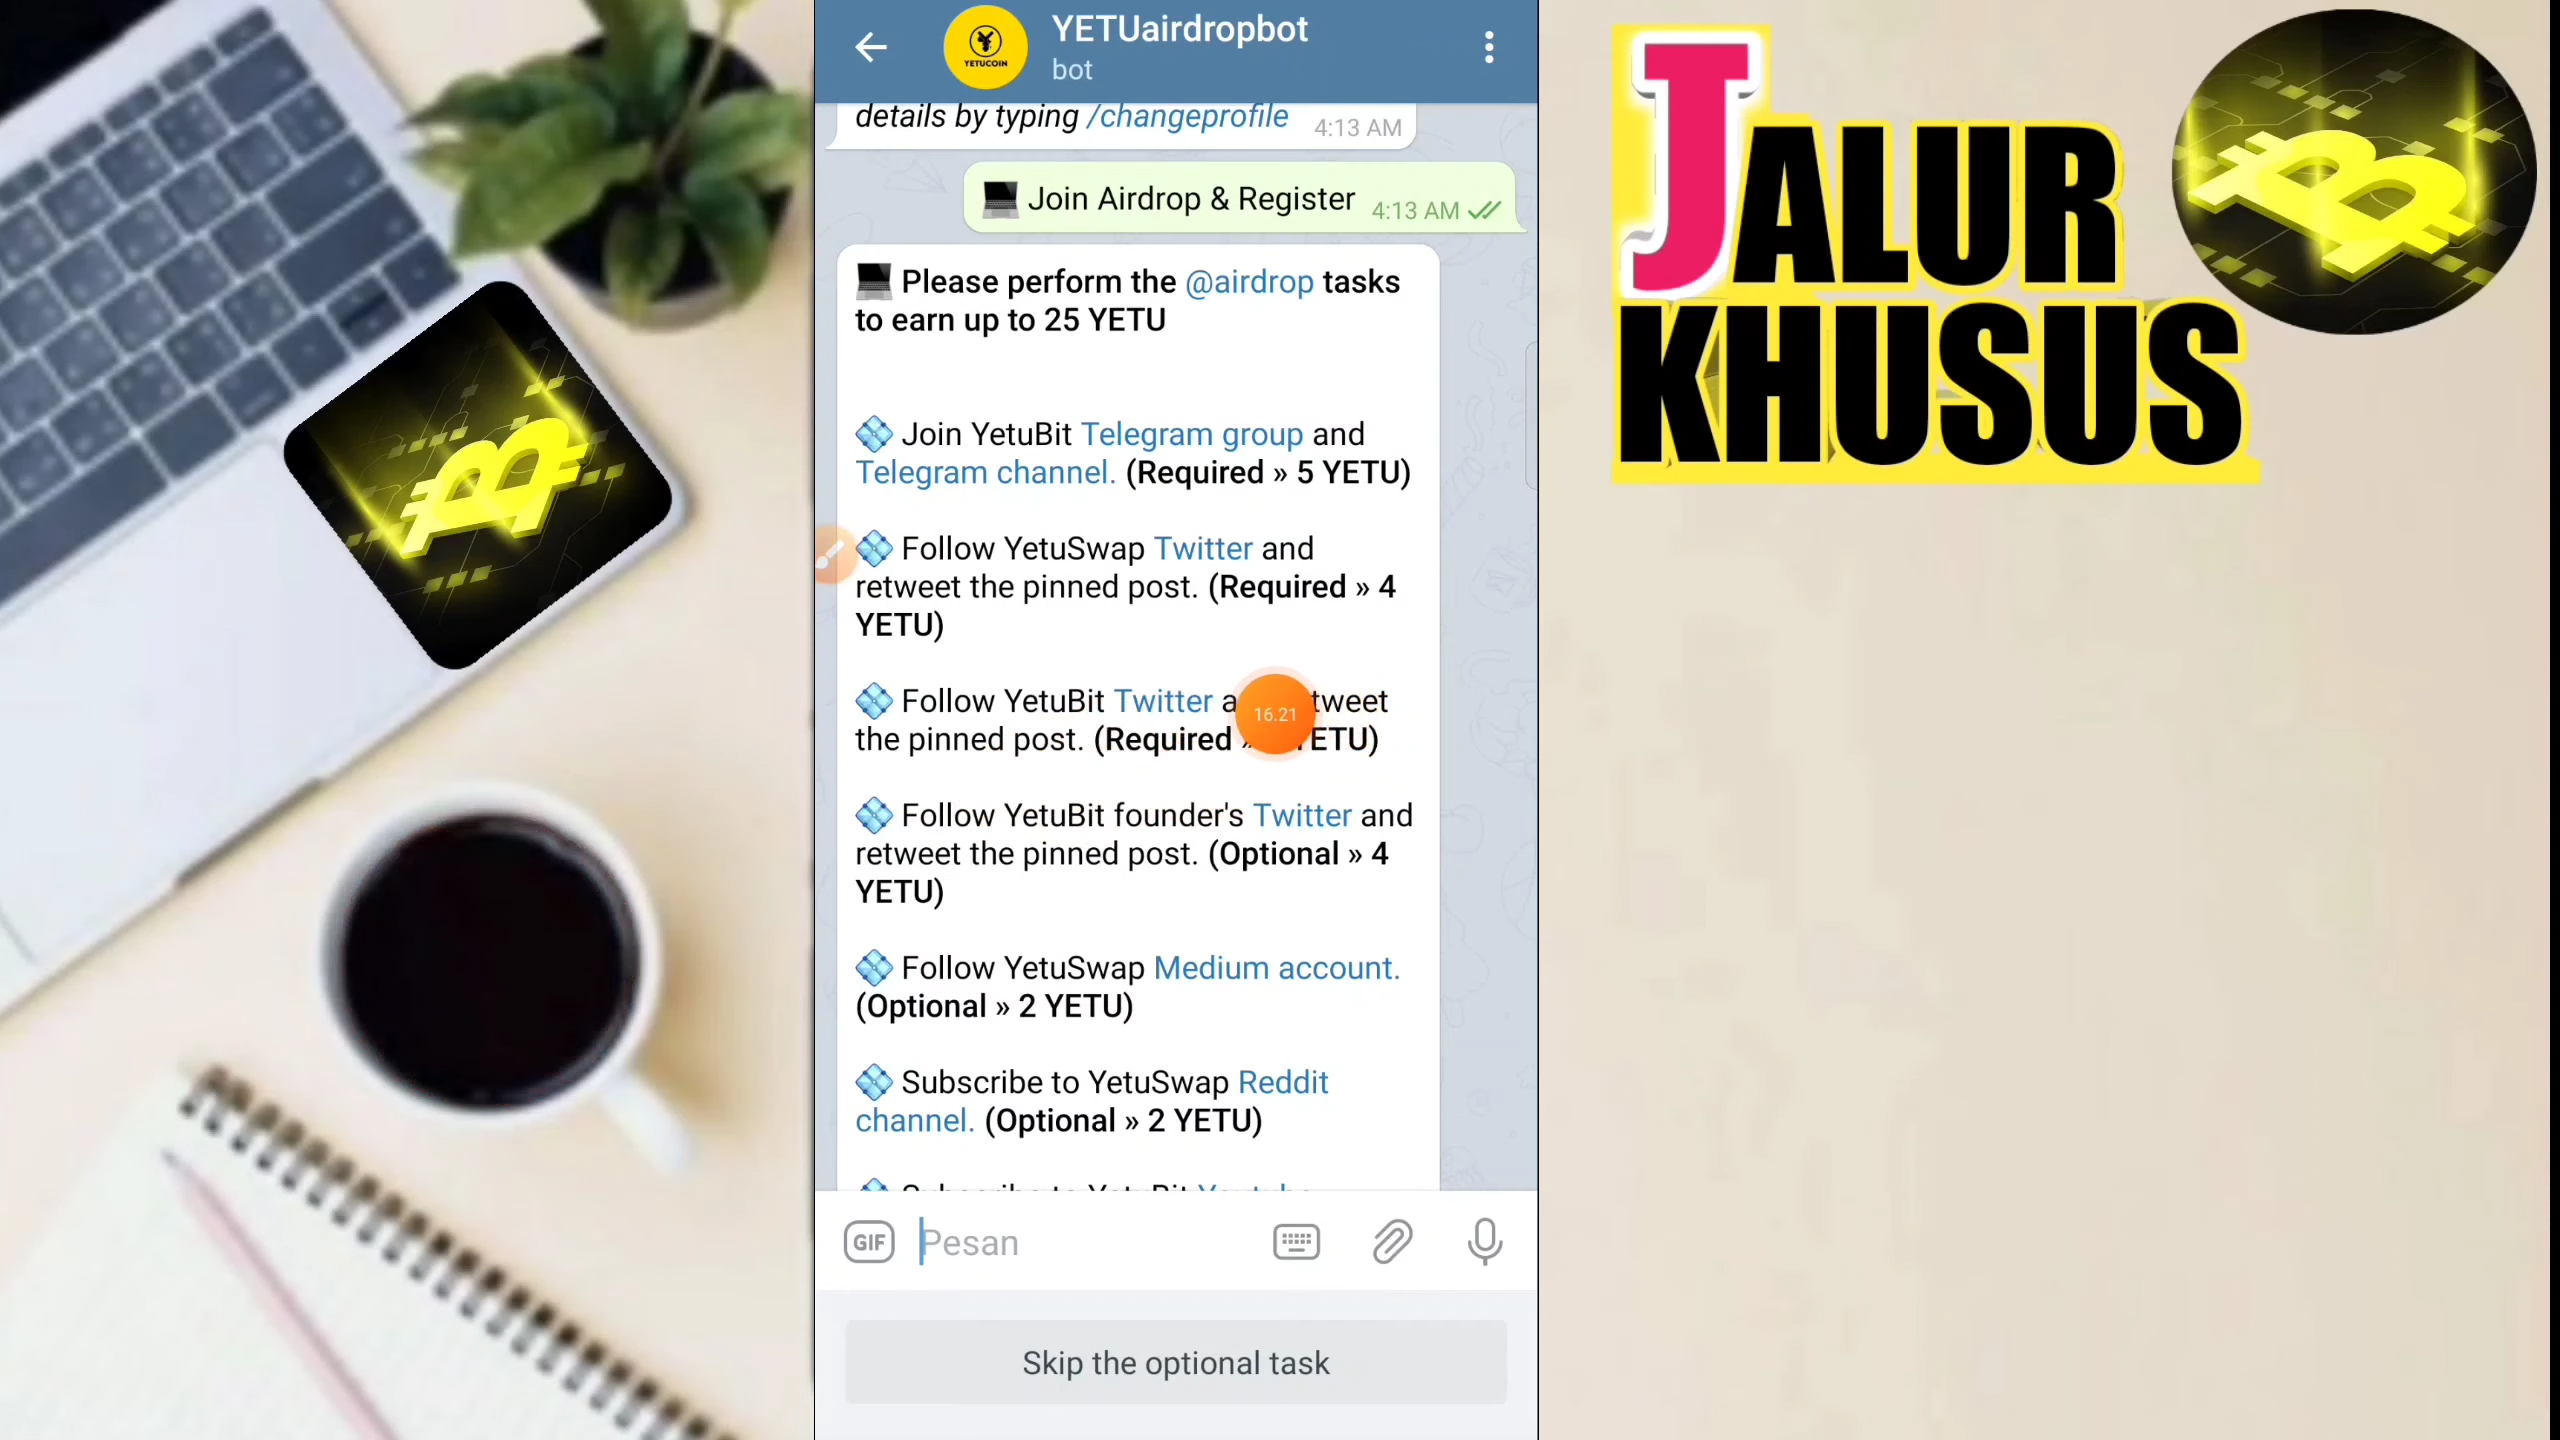 YETUairdropbot
bot
YETUCOIN
details by typing /changeprofile 4:13 AM
Join Airdrop & Register 4:13 AM
Please perform the @airdrop tasks
to earn up to 25 YETU
Join YetuBit Telegram group and
Telegram channel. (Required » 5 YETU)
Follow YetuSwap Twitter and
retweet the pinned post. (Required » 4
YETU)
Follow YetuBit Twitter
the pinned post. (Required
16.21
Follow YetuBit founder's Twitter and
retweet the pinned post. (Optional » 4
YETU)
Follow YetuSwap Medium account.
(Optional » 2 YETU)
Subscribe to YetuSwap Reddit
channel. (Optional » 2 YETU)
GIF Pesan
Skip the optional task
JALUR
KHUSUS